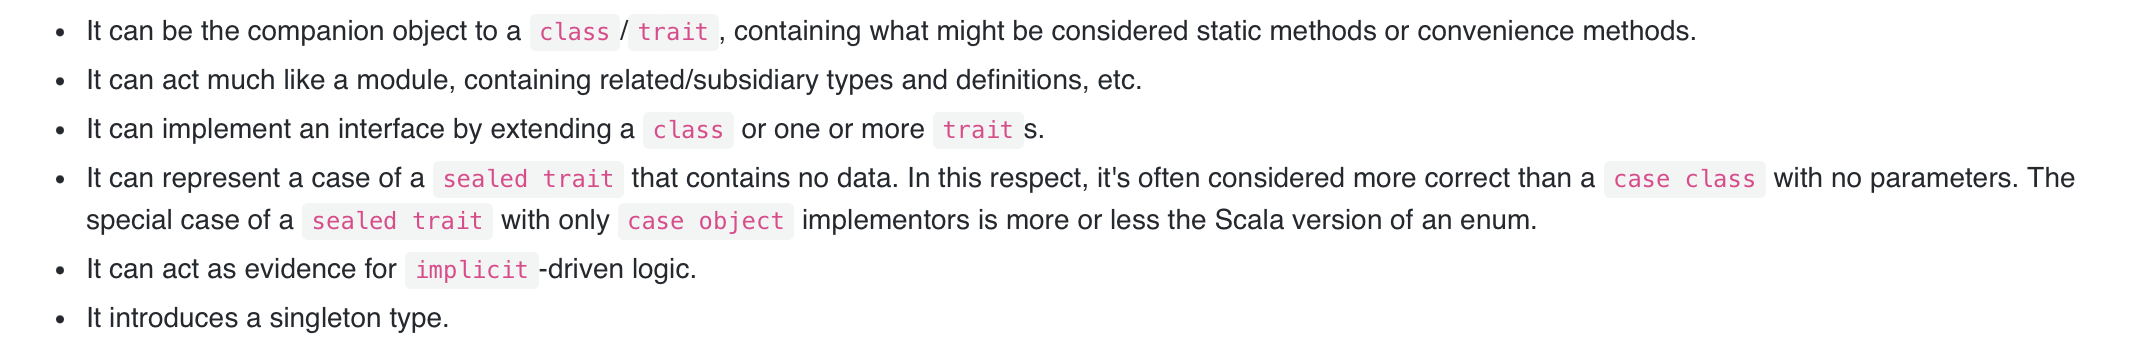 • It can be the companion object to a class/trait, containing what might be considered static methods or convenience methods.
• It can act much like a module, containing related/subsidiary types and definitions, etc.
• It can implement an interface by extending a class or one or more traits.
• It can represent a case of a sealed trait that contains no data. In this respect, it's often considered more correct than a case class with no parameters. The
special case of a sealed trait with only case object implementors is more or less the Scala version of an enum.
• It can act as evidence for implicit-driven logic.
• It introduces a singleton type.